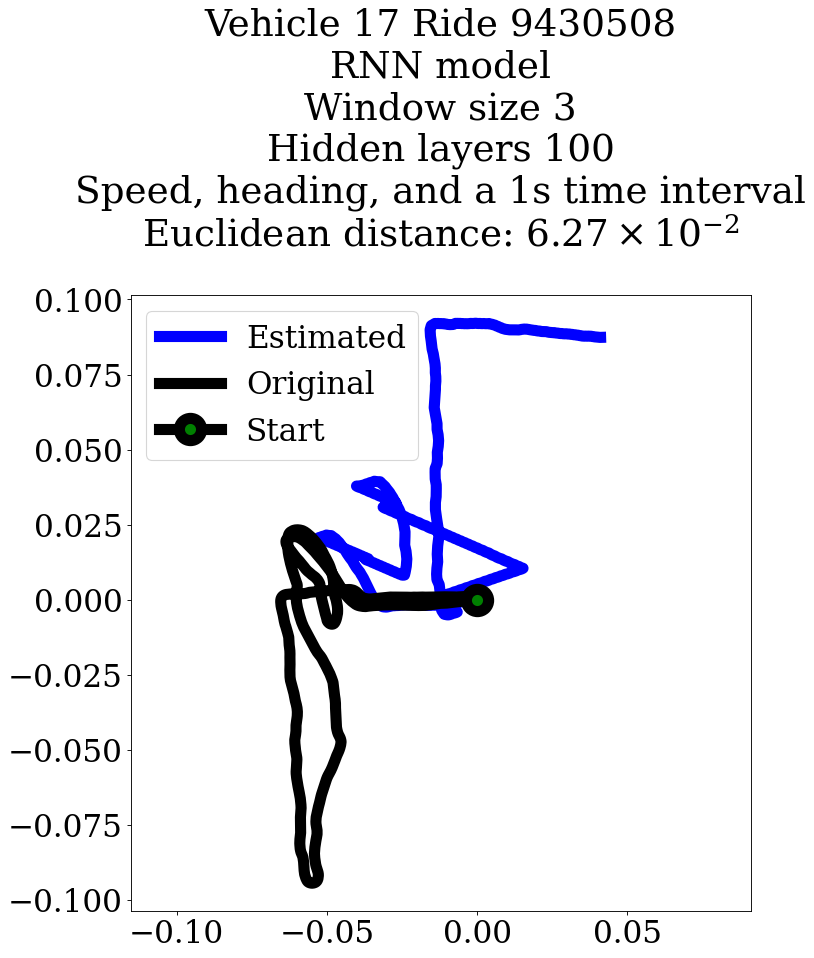 Vehicle 17 Ride 9430508
RNN model
Window size 3
Hidden layers 100
Speed, heading, and a 1s time interval
Euclidean distance: 6.27 × 10⁻²
Estimated
Original
Start
0.100
0.075
0.050
0.025
0.000
−0.025
−0.050
−0.075
−0.100
−0.10 −0.05 0.00 0.05